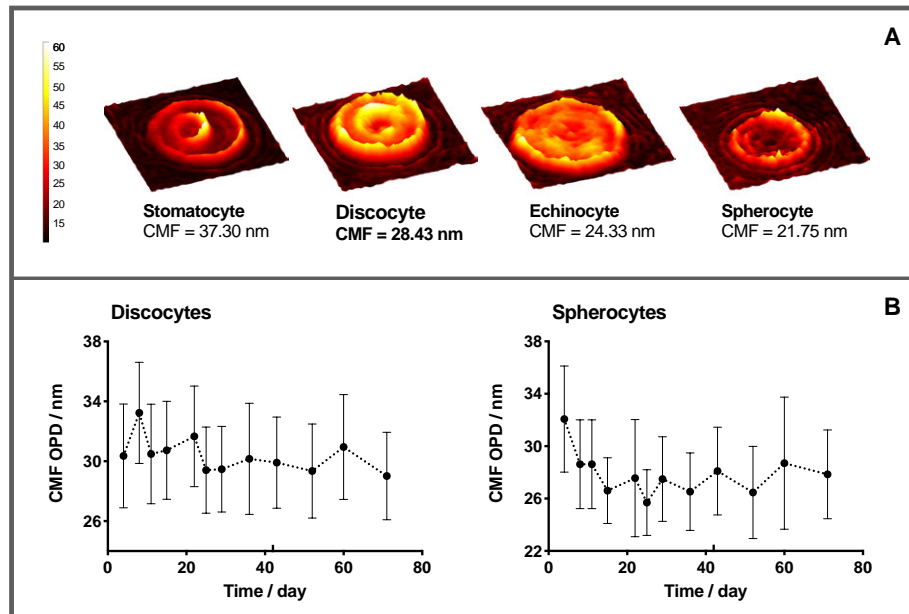 A
60
55
50
45
40
35
30
25
20
15
Stomatocyte
CMF = 37.30 nm
Discocyte
CMF = 28.43 nm
Echinocyte
CMF = 24.33 nm
Spherocyte
CMF = 21.75 nm
B
Discocytes
CMF OPD / nm
38
34
30
26
0 20 40 60 80
Time / day
Spherocytes
CMF OPD / nm
38
34
30
26
22
0 20 40 60 80
Time / day